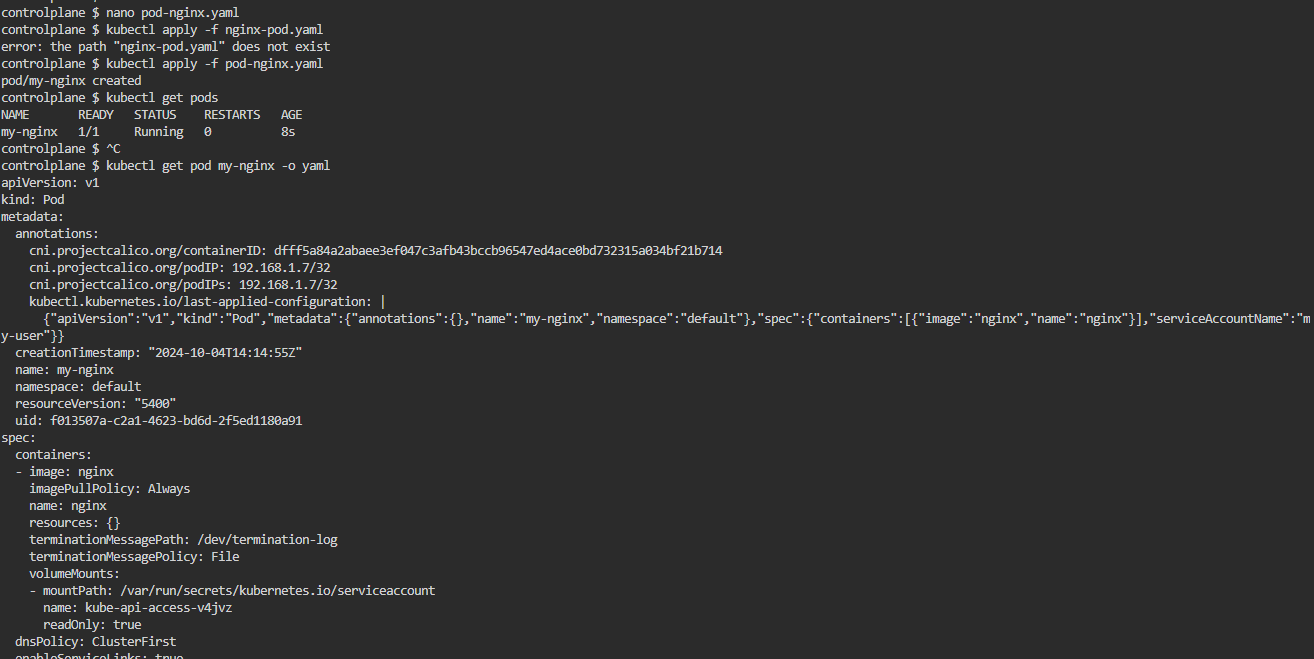 controlplane $ nano pod-nginx.yaml
controlplane $ kubectl apply -f nginx-pod.yaml
error: the path "nginx-pod.yaml" does not exist
controlplane $ kubectl apply -f pod-nginx.yaml
pod/my-nginx created
controlplane $ kubectl get pods
NAME       READY   STATUS    RESTARTS   AGE
my-nginx   1/1     Running   0          8s
controlplane $ ^C
controlplane $ kubectl get pod my-nginx -o yaml
apiVersion: v1
kind: Pod
metadata:
  annotations:
    cni.projectcalico.org/containerID: dfff5a84a2abaee3ef047c3afb43bccb96547ed4ace0bd732315a034bf21b714
    cni.projectcalico.org/podIP: 192.168.1.7/32
    cni.projectcalico.org/podIPs: 192.168.1.7/32
    kubectl.kubernetes.io/last-applied-configuration: |
      {"apiVersion":"v1","kind":"Pod","metadata":{"annotations":{},"name":"my-nginx","namespace":"default"},"spec":{"containers":[{"image":"nginx","name":"nginx"}],"serviceAccountName":"m
y-user"}}
  creationTimestamp: "2024-10-04T14:14:55Z"
  name: my-nginx
  namespace: default
  resourceVersion: "5400"
  uid: f013507a-c2a1-4623-bd6d-2f5ed1180a91
spec:
  containers:
  - image: nginx
    imagePullPolicy: Always
    name: nginx
    resources: {}
    terminationMessagePath: /dev/termination-log
    terminationMessagePolicy: File
    volumeMounts:
    - mountPath: /var/run/secrets/kubernetes.io/serviceaccount
      name: kube-api-access-v4jvz
      readOnly: true
  dnsPolicy: ClusterFirst
  enableServiceLinks: true